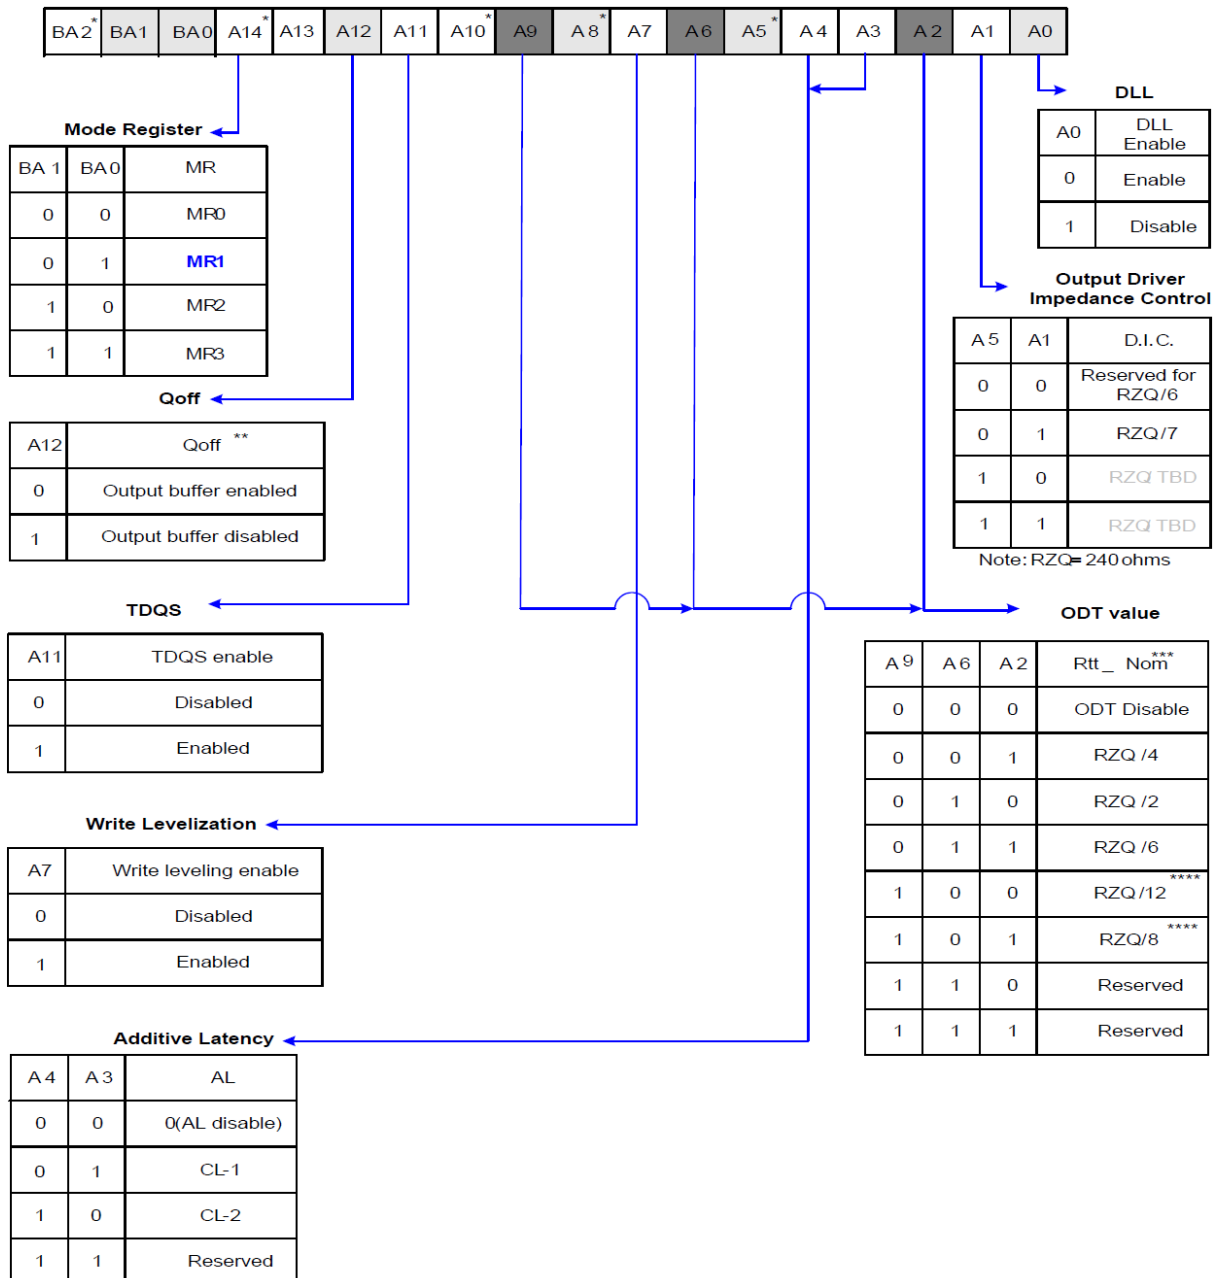 BA2* BA1 BA0 A14* A13 A12 A11 A10* A9 A8* A7 A6 A5* A4 A3 A2 A1 A0
Mode Register
BA 1 BA0 MR
0 0 MR0
0 1 MR1
1 0 MR2
1 1 MR3
Qoff
A12 Qoff **
0 Output buffer enabled
1 Output buffer disabled
TDQS
A11 TDQS enable
0 Disabled
1 Enabled
Write Levelization
A7 Write leveling enable
0 Disabled
1 Enabled
Additive Latency
A 4 A 3 AL
0 0 0(AL disable)
0 1 CL-1
1 0 CL-2
1 1 Reserved
DLL
A0 DLL
Enable
0 Enable
1 Disable
Output Driver
Impedance Control
A 5 A1 D.I.C.
0 0 Reserved for
RZQ/6
0 1 RZQ/7
1 0 RZQ/TBD
1 1 RZQ/TBD
Note: RZQ= 240 ohms
ODT value
A 9 A 6 A 2 Rtt_ Nom***
0 0 0 ODT Disable
0 0 1 RZQ /4
0 1 0 RZQ /2
0 1 1 RZQ /6
1 0 0 RZQ /12****
1 0 1 RZQ/8 ****
1 1 0 Reserved
1 1 1 Reserved